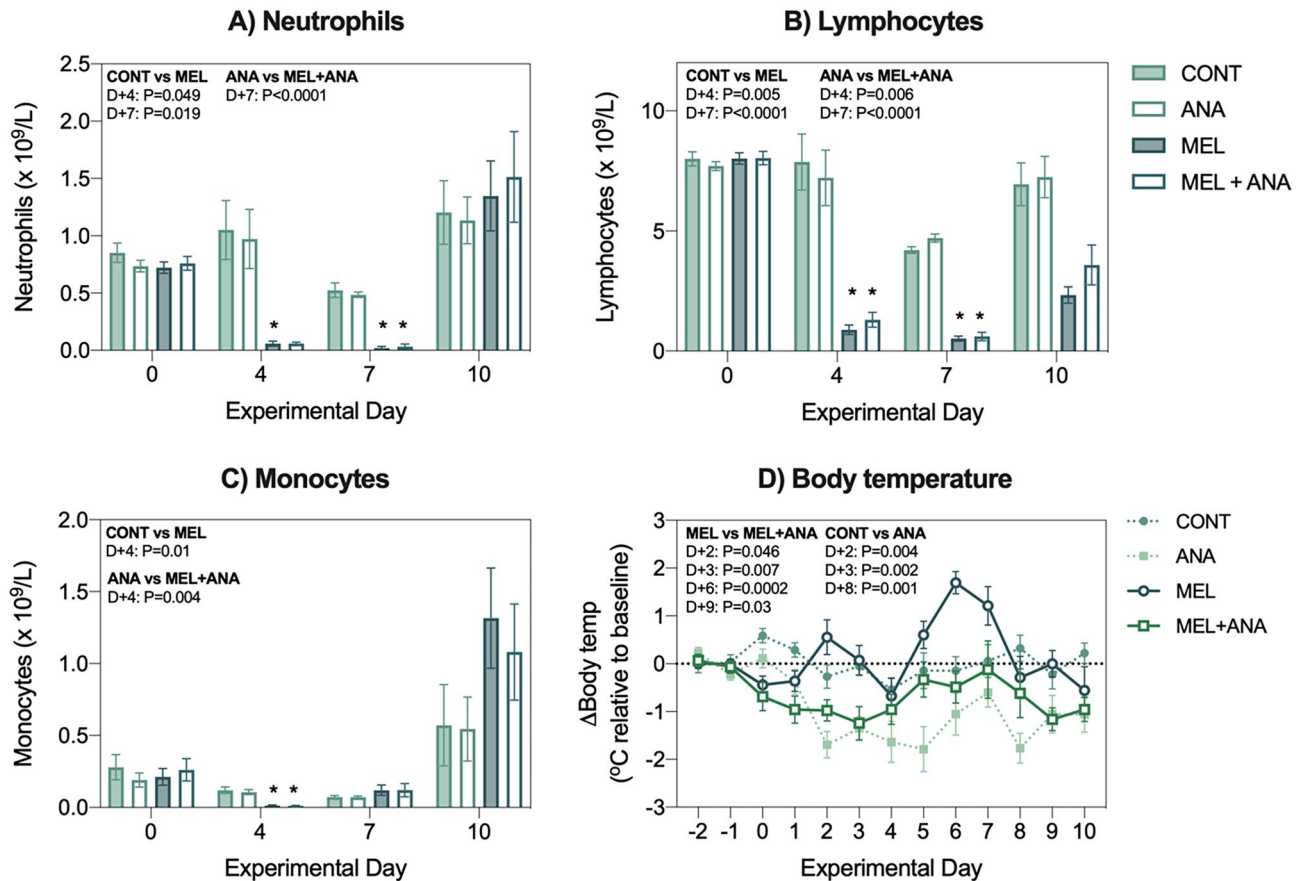 A) Neutrophils
CONT vs MEL
D+4: P=0.049
D+7: P=0.019
ANA vs MEL+ANA
D+7: P<0.0001
Neutrophils (x 10⁹/L)
2.5
2.0
1.5
1.0
0.5
0.0
0 4 7 10
Experimental Day
* * *
B) Lymphocytes
CONT vs MEL
D+4: P=0.005
D+7: P<0.0001
ANA vs MEL+ANA
D+4: P=0.006
D+7: P<0.0001
Lymphocytes (x 10⁹/L)
10
5
0
0 4 7 10
Experimental Day
* * * *
CONT
ANA
MEL
MEL + ANA
C) Monocytes
CONT vs MEL
D+4: P=0.01
ANA vs MEL+ANA
D+4: P=0.004
Monocytes (x 10⁹/L)
2.0
1.5
1.0
0.5
0.0
0 4 7 10
Experimental Day
* *
D) Body temperature
MEL vs MEL+ANA
D+2: P=0.046
D+3: P=0.007
D+6: P=0.0002
D+9: P=0.03
CONT vs ANA
D+2: P=0.004
D+3: P=0.002
D+8: P=0.001
ΔBody temp
(ºC relative to baseline)
3
2
1
0
-1
-2
-3
-2 -1 0 1 2 3 4 5 6 7 8 9 10
Experimental Day
CONT
ANA
MEL
MEL+ANA